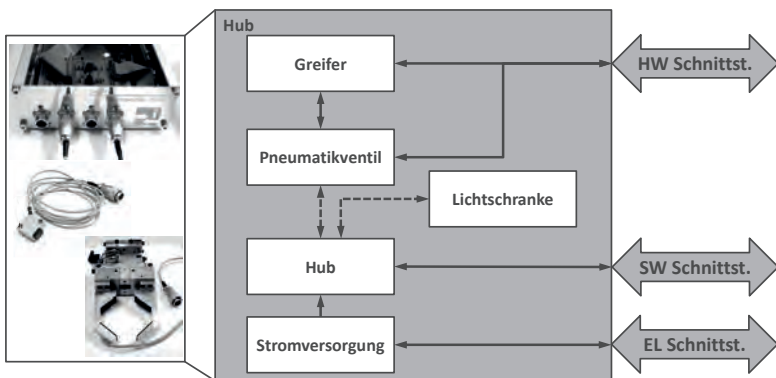 Hub
Greifer
HW Schnittst.
Pneumatikventil
Lichtschranke
Hub
SW Schnittst.
Stromversorgung
EL Schnittst.